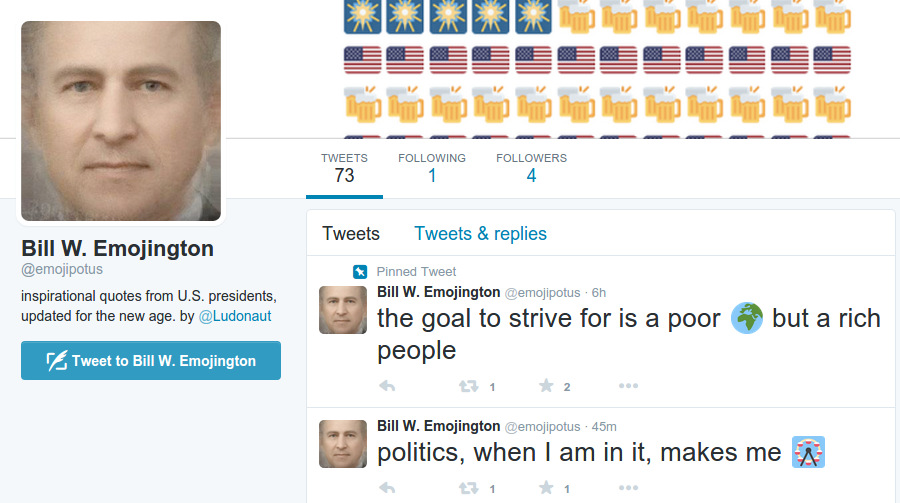 TWEETS FOLLOWING FOLLOWERS
73 1 4
Bill W. Emojington
@emojipotus
inspirational quotes from U.S. presidents,
updated for the new age. by @Ludonaut
Tweet to Bill W. Emojington
Tweets Tweets & replies
Pinned Tweet
Bill W. Emojington @emojipotus · 6h
the goal to strive for is a poor 🌍 but a rich
people
1 2
Bill W. Emojington @emojipotus · 45m
politics, when I am in it, makes me 🎡
1 1